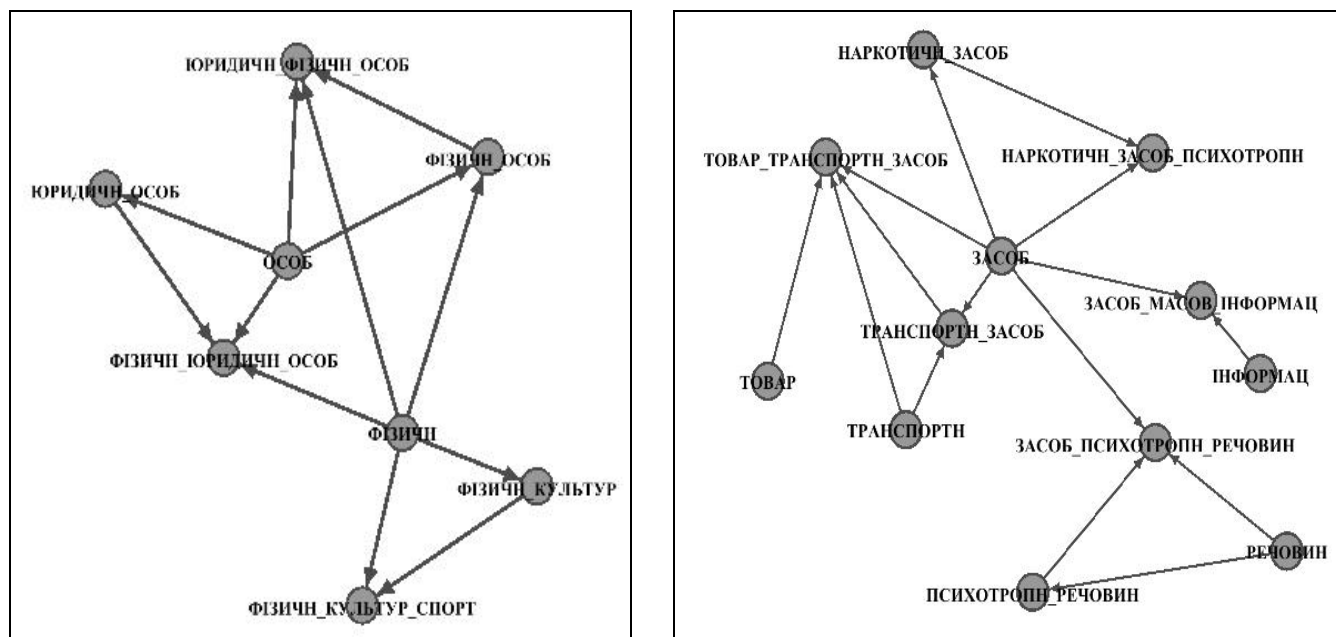 ЮРИДИЧН_ФІЗИЧН_ОСОБ
ФІЗИЧН_ОСОБ
ЮРИДИЧН_ОСОБ
ОСОБ
ФІЗИЧН_ЮРИДИЧН_ОСОБ
ФІЗИЧН
ФІЗИЧН_КУЛЬТУР
ФІЗИЧН_КУЛЬТУР_СПОРТ
НАРКОТИЧН_ЗАСОБ
ТОВАР_ТРАНСПОРТН_ЗАСОБ
НАРКОТИЧН_ЗАСОБ_ПСИХОТРОПН
ЗАСОБ
ЗАСОБ_МАСОВ_ІНФОРМАЦ
ТРАНСПОРТН_ЗАСОБ
ТОВАР
ІНФОРМАЦ
ТРАНСПОРТН
ЗАСОБ_ПСИХОТРОПН_РЕЧОВИН
РЕЧОВИН
ПСИХОТРОПН_РЕЧОВИН